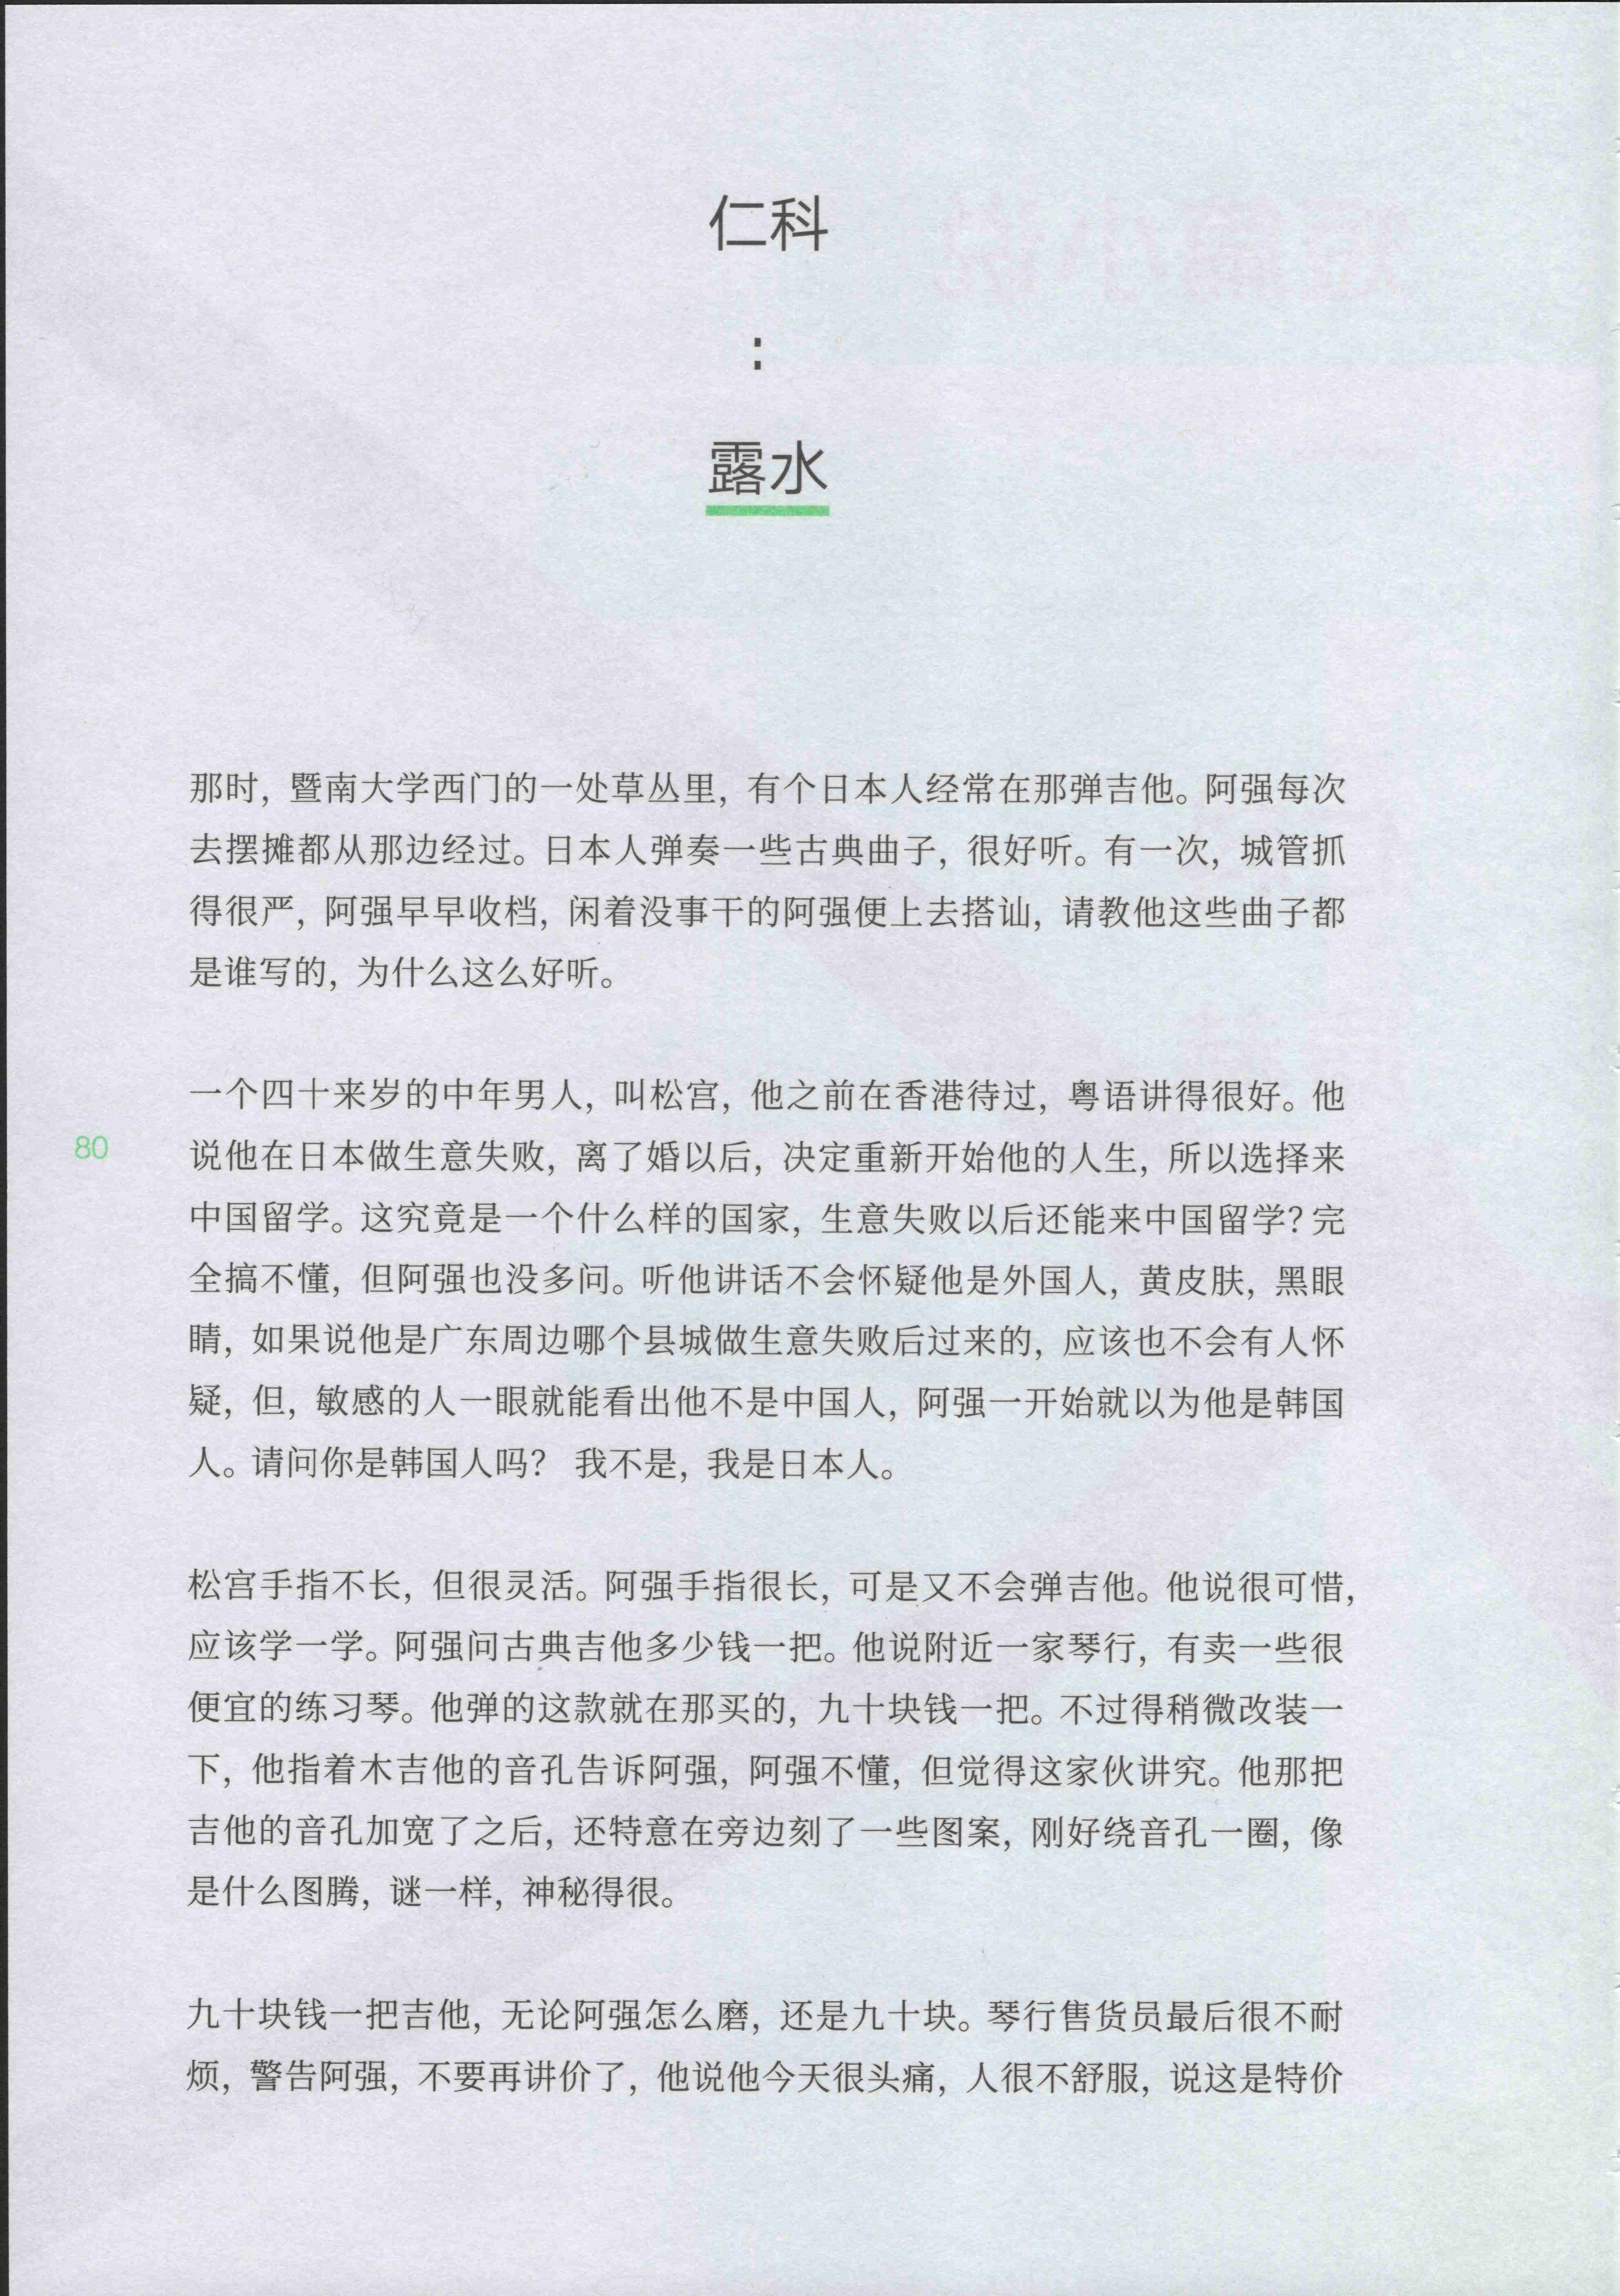 仁科
:
露水
那时, 暨南大学西门的一处草丛里, 有个日本人经常在那弹吉他。阿强每次
去摆摊都从那边经过。日本人弹奏一些古典曲子, 很好听。有一次, 城管抓
得很严, 阿强早早收档, 闲着没事干的阿强便上去搭讪, 请教他这些曲子都
是谁写的, 为什么这么好听。
一个四十来岁的中年男人, 叫松宫, 他之前在香港待过, 粤语讲得很好。他
80
说他在日本做生意失败, 离了婚以后, 决定重新开始他的人生, 所以选择来
中国留学。这究竟是一个什么样的国家, 生意失败以后还能来中国留学? 完
全搞不懂, 但阿强也没多问。听他讲话不会怀疑他是外国人, 黄皮肤, 黑眼
睛, 如果说他是广东周边哪个县城做生意失败后过来的, 应该也不会有人怀
疑, 但, 敏感的人一眼就能看出他不是中国人, 阿强一开始就以为他是韩国
人。请问你是韩国人吗? 我不是, 我是日本人。
松宫手指不长, 但很灵活。阿强手指很长, 可是又不会弹吉他。他说很可惜,
应该学一学。阿强问古典吉他多少钱一把。他说附近一家琴行, 有卖一些很
便宜的练习琴。他弹的这款就在那买的, 九十块钱一把。不过得稍微改装一
下, 他指着木吉他的音孔告诉阿强, 阿强不懂, 但觉得这家伙讲究。他那把
吉他的音孔加宽了之后, 还特意在旁边刻了一些图案, 刚好绕音孔一圈, 像
是什么图腾, 谜一样, 神秘得很。
九十块钱一把吉他, 无论阿强怎么磨, 还是九十块。琴行售货员最后很不耐
烦, 警告阿强, 不要再讲价了, 他说他今天很头痛, 人很不舒服, 说这是特价